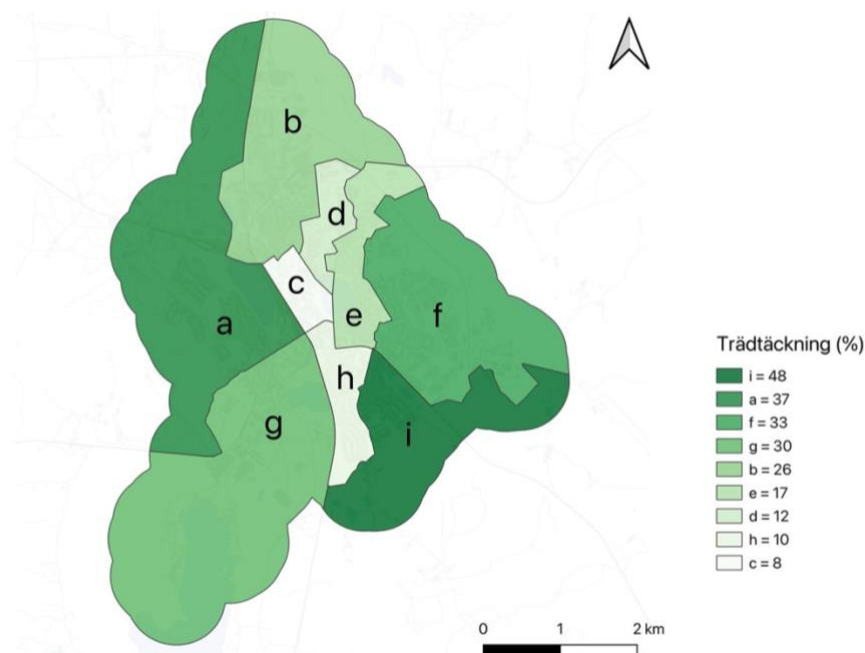 b
d
c
e
f
a
h
g
i
Trädtäckning (%)
i = 48
a = 37
f = 33
g = 30
b = 26
e = 17
d = 12
h = 10
c = 8
0 1 2 km